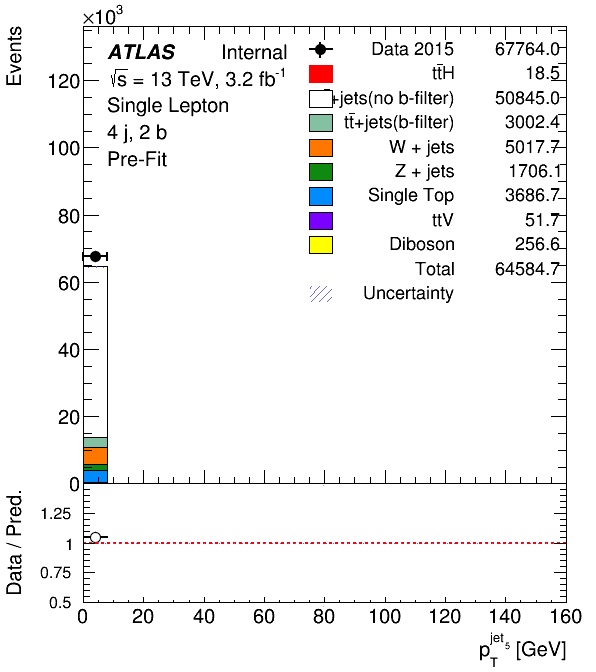 ×10³
Events
ATLAS Internal
√s = 13 TeV, 3.2 fb⁻¹
Single Lepton
4 j, 2 b
Pre-Fit
Data 2015 67764.0
tt̄H 18.5
+jets(no b-filter) 50845.0
tt̄+jets(b-filter) 3002.4
W + jets 5017.7
Z + jets 1706.1
Single Top 3686.7
ttV 51.7
Diboson 256.6
Total 64584.7
Uncertainty
120
100
80
60
40
20
0
Data / Pred.
1.25
1
0.75
0.5
0 20 40 60 80 100 120 140 160
p_T^jet₅ [GeV]